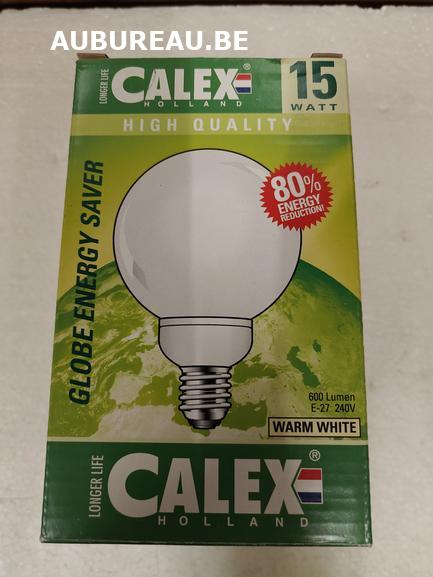 AUBUREAU.BE
LONGER LIFE
CALEX®
HOLLAND
15
WATT
HIGH QUALITY
GLOBE ENERGY SAVER
80%
ENERGY
REDUCTION!
600 Lumen
E-27 240V
WARM WHITE
LONGER LIFE
CALEX®
HOLLAND